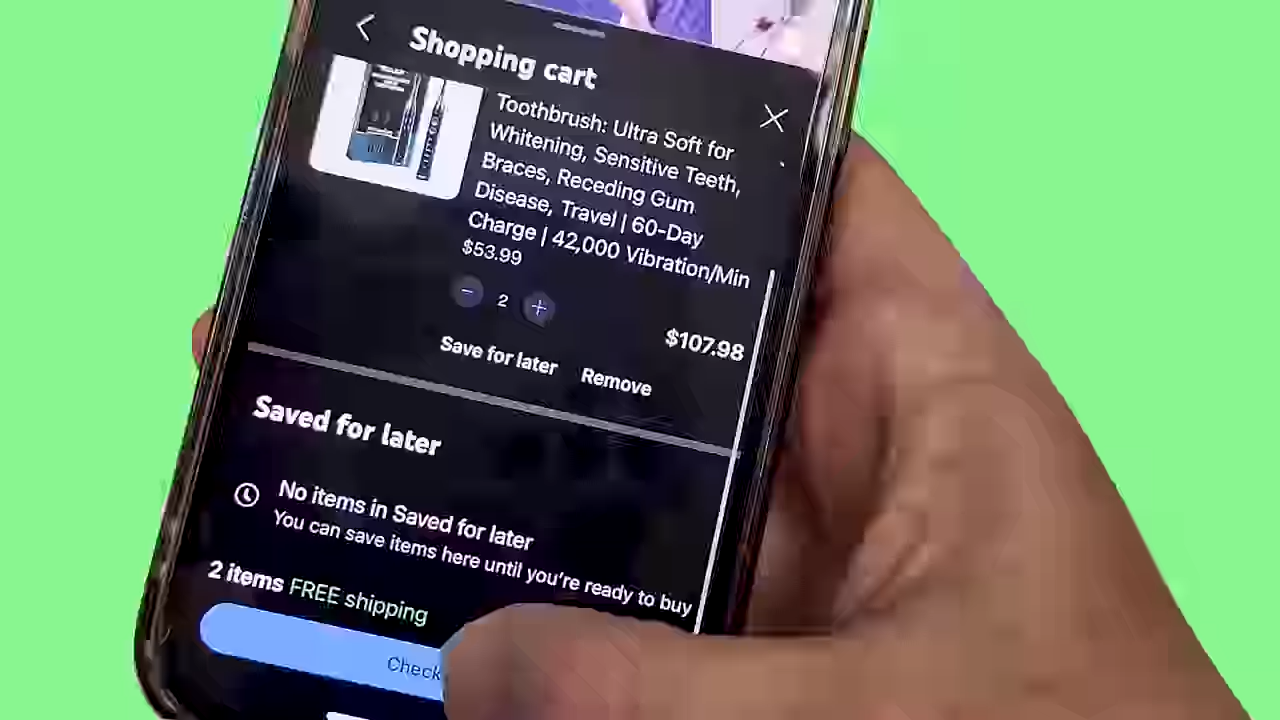 Shopping cart
Toothbrush: Ultra Soft for
Whitening, Sensitive Teeth,
Braces, Receding Gum
Disease, Travel | 60-Day
Charge | 42,000 Vibration/Min
$53.99
2
$107.98
Save for later Remove
Saved for later
No items in Saved for later
You can save items here until you're ready to buy
2 items FREE shipping
Check